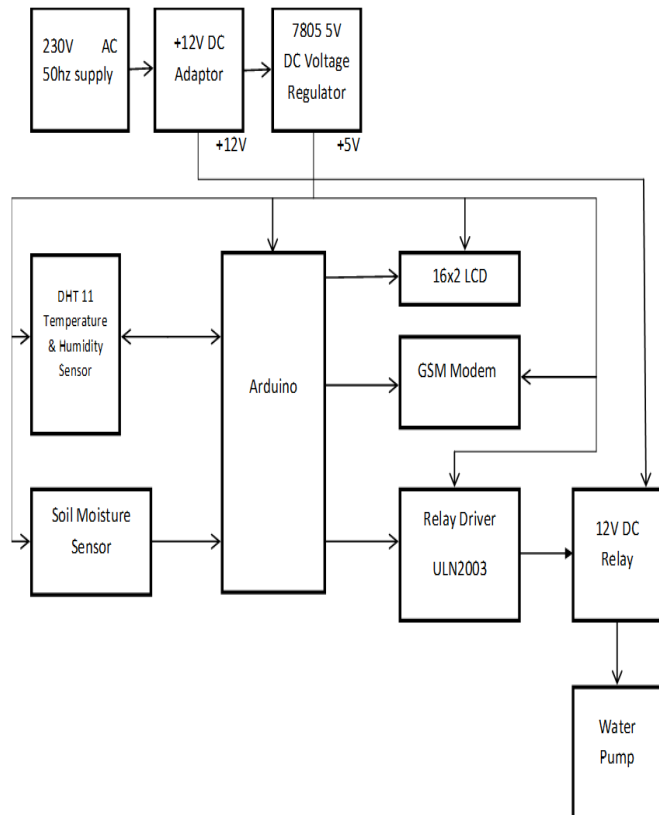 230V AC
50hz supply
+12V DC
Adaptor
7805 5V
DC Voltage
Regulator
+12V
+5V
DHT 11
Temperature
& Humidity
Sensor
Arduino
16x2 LCD
GSM Modem
Soil Moisture
Sensor
Relay Driver
ULN2003
12V DC
Relay
Water
Pump